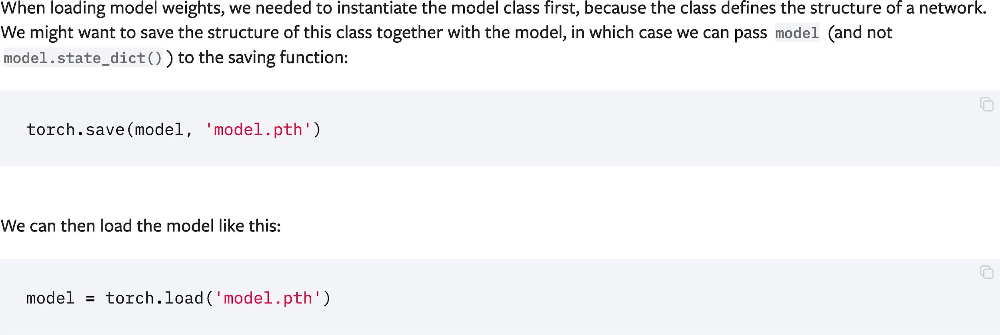 When loading model weights, we needed to instantiate the model class first, because the class defines the structure of a network.
We might want to save the structure of this class together with the model, in which case we can pass model (and not
model.state_dict()) to the saving function:
torch.save(model, 'model.pth')
We can then load the model like this:
model = torch.load('model.pth')